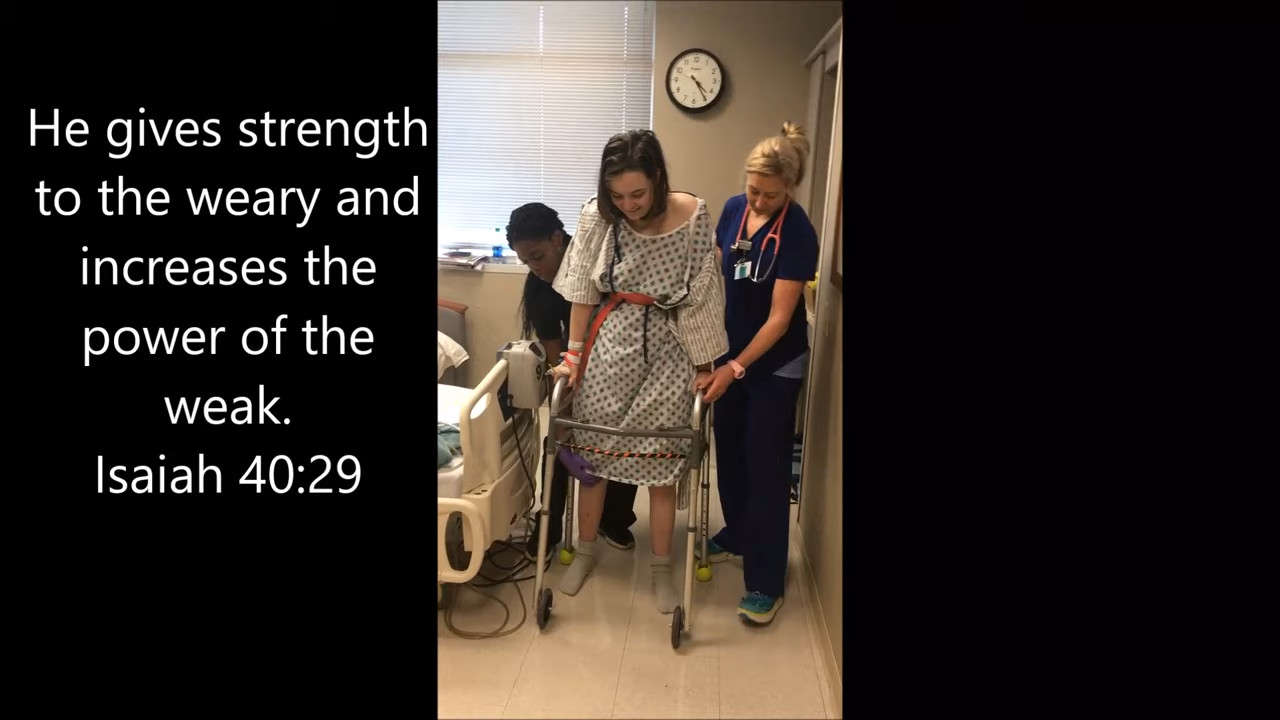 He gives strength
to the weary and
increases the
power of the
weak.
Isaiah 40:29